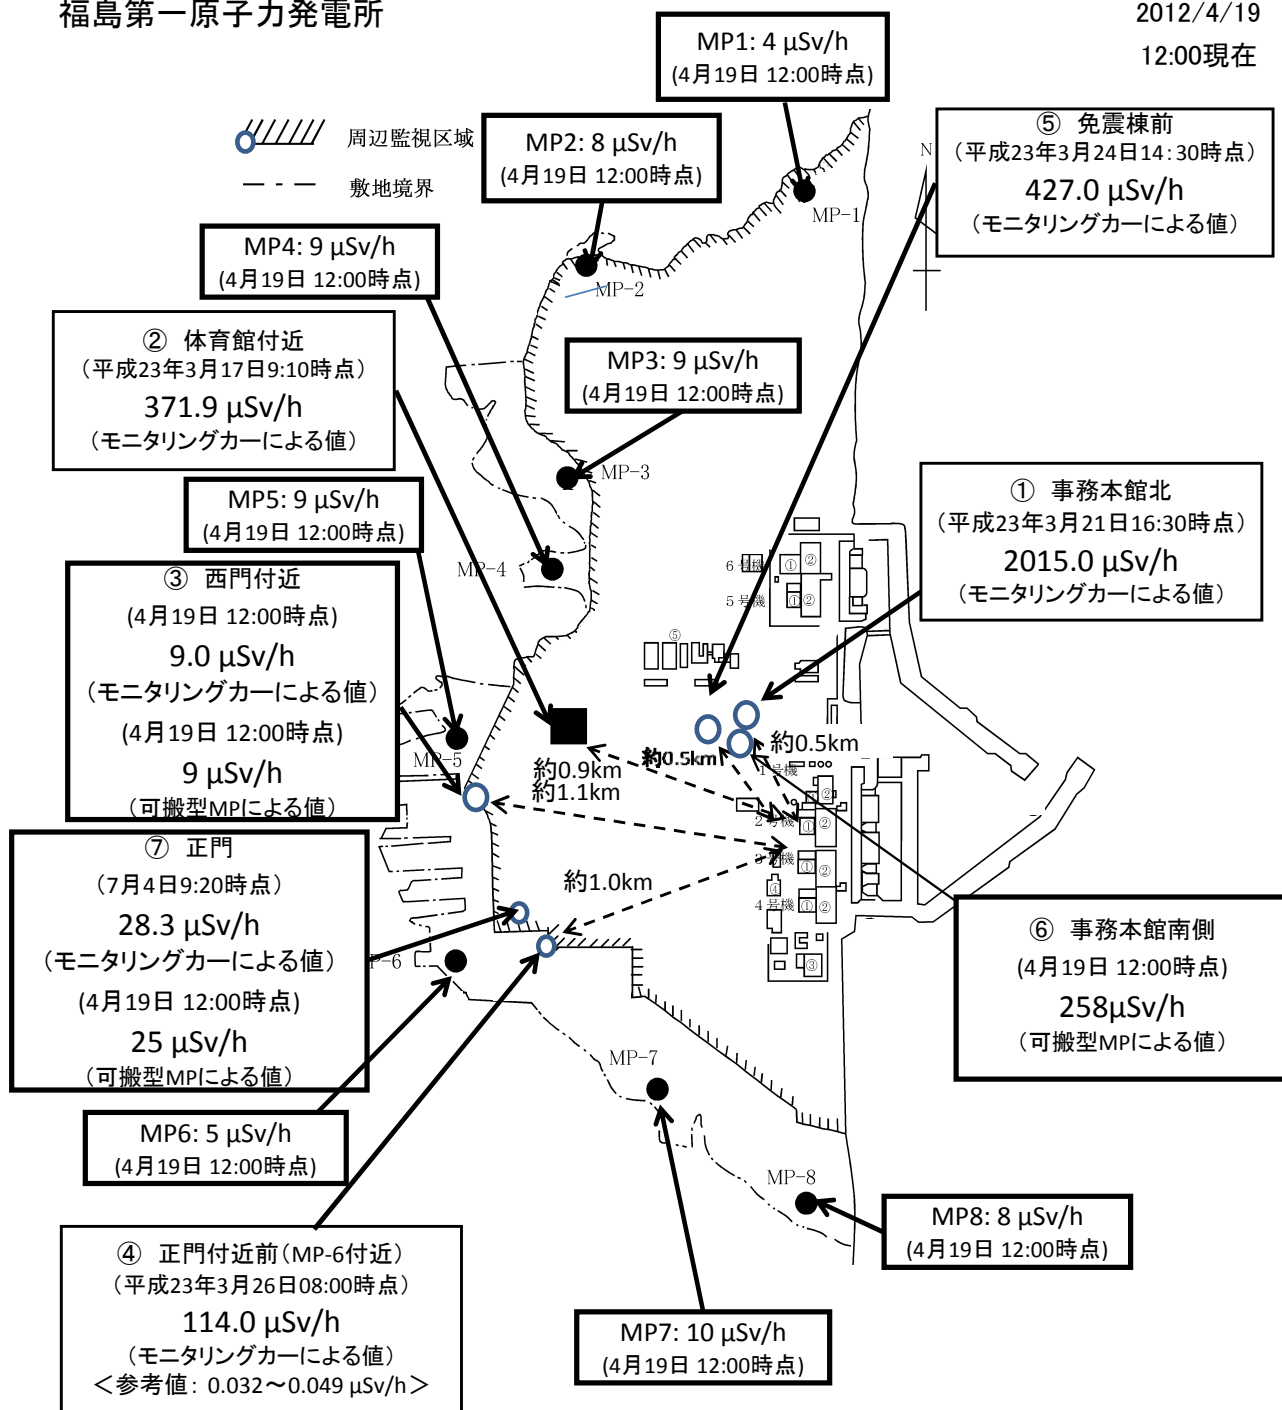 福島第一原子力発電所
2012/4/19
12:00現在
MP1: 4 μSv/h
(4月19日 12:00時点)
周辺監視区域
敷地境界
MP2: 8 μSv/h
(4月19日 12:00時点)
⑤ 免震棟前
(平成23年3月24日14:30時点)
427.0 μSv/h
(モニタリングカーによる値)
N
MP-1
MP4: 9 μSv/h
(4月19日 12:00時点)
MP-2
② 体育館付近
(平成23年3月17日9:10時点)
371.9 μSv/h
(モニタリングカーによる値)
MP3: 9 μSv/h
(4月19日 12:00時点)
MP-3
MP5: 9 μSv/h
(4月19日 12:00時点)
① 事務本館北
(平成23年3月21日16:30時点)
2015.0 μSv/h
(モニタリングカーによる値)
MP-4
6号機
① ②
5号機
① ②
③ 西門付近
(4月19日 12:00時点)
9.0 μSv/h
(モニタリングカーによる値)
(4月19日 12:00時点)
9 μSv/h
(可搬型MPによる値)
⑤
MP-5
約0.9km
約1.1km
約0.5km
約0.5km
1号機
②
2号機
① ②
3号機
① ②
④
4号機
① ②
③
⑦ 正門
(7月4日9:20時点)
28.3 μSv/h
(モニタリングカーによる値)
(4月19日 12:00時点)
25 μSv/h
(可搬型MPによる値)
約1.0km
P-6
⑥ 事務本館南側
(4月19日 12:00時点)
258μSv/h
(可搬型MPによる値)
MP-7
MP6: 5 μSv/h
(4月19日 12:00時点)
MP-8
MP8: 8 μSv/h
(4月19日 12:00時点)
④ 正門付近前(MP-6付近)
(平成23年3月26日08:00時点)
114.0 μSv/h
(モニタリングカーによる値)
<参考値: 0.032～0.049 μSv/h>
MP7: 10 μSv/h
(4月19日 12:00時点)